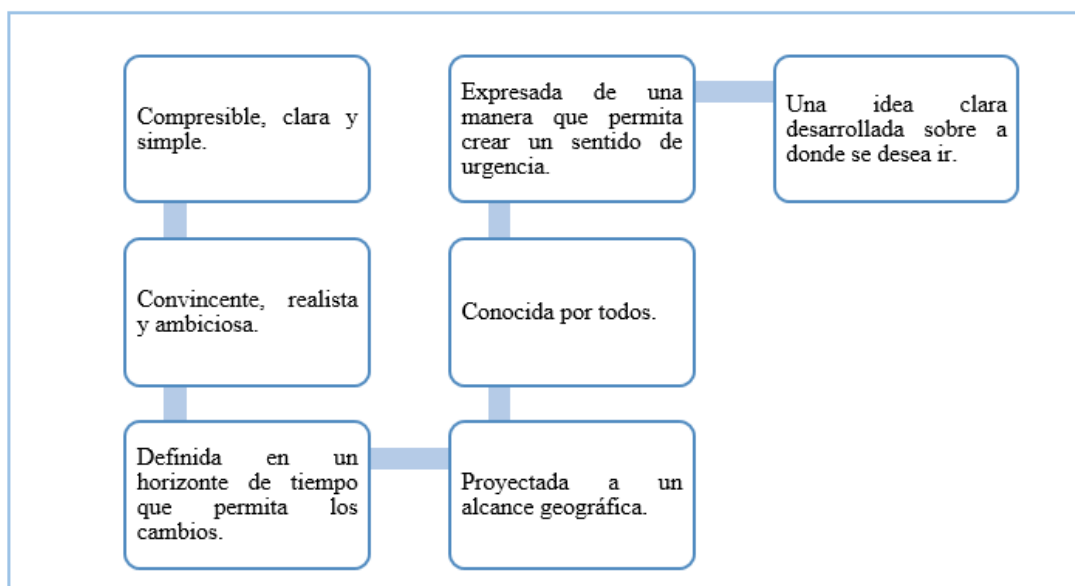 Compresible, clara y
simple.
Convincente, realista
y ambiciosa.
Definida en un
horizonte de tiempo
que permita los
cambios.
Proyectada a un
alcance geográfica.
Conocida por todos.
Expresada de una
manera que permita
crear un sentido de
urgencia.
Una idea clara
desarrollada sobre a
donde se desea ir.